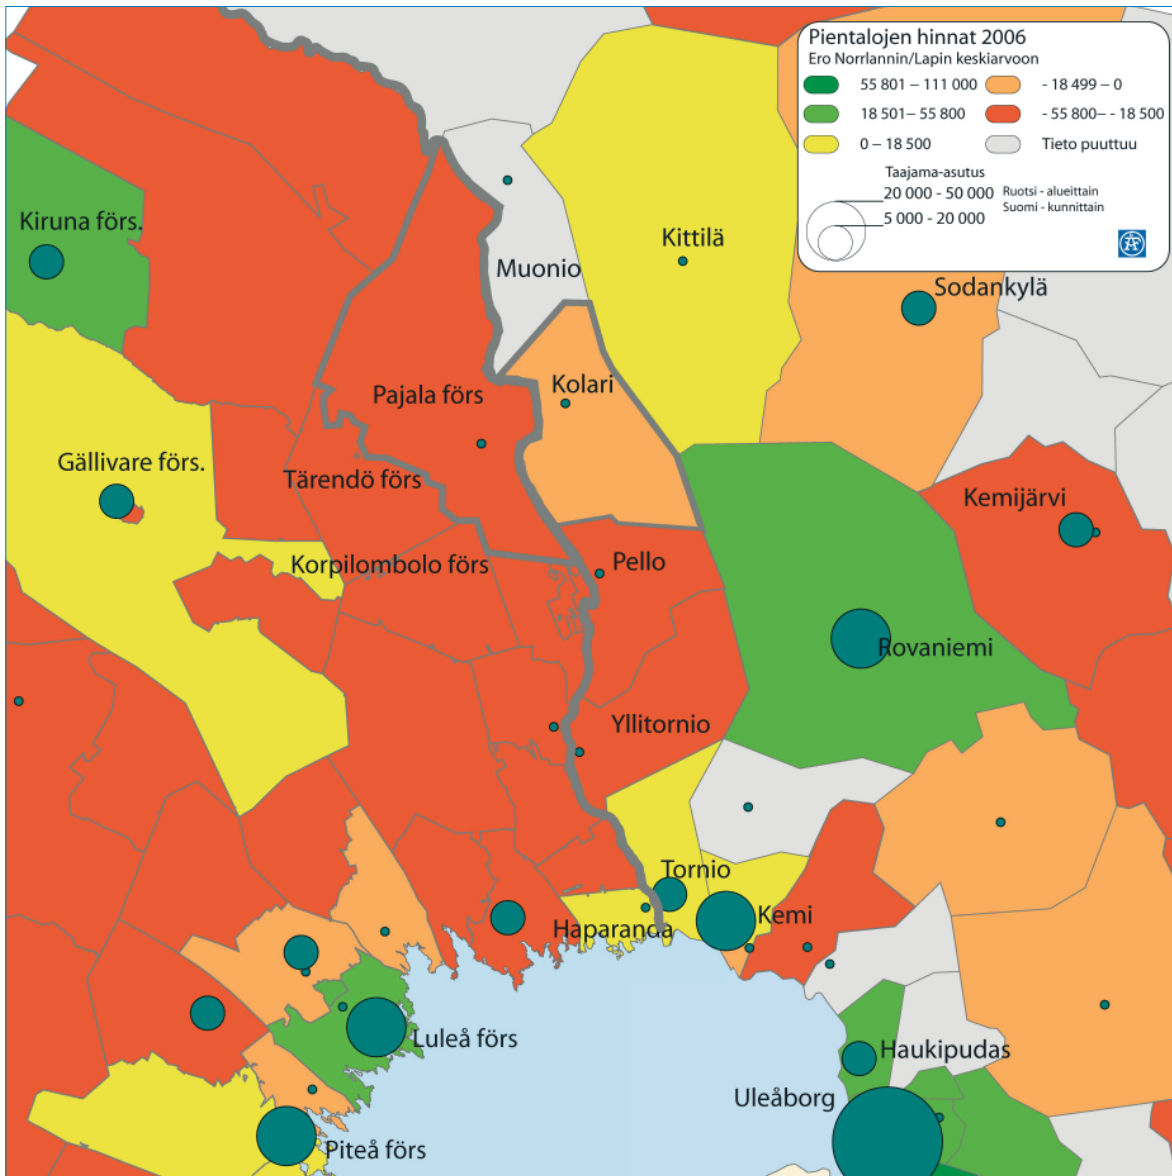 Pientalojen hinnat 2006
Ero Norrlannin/Lapin keskiarvoon
55 801 – 111 000
- 18 499 – 0
18 501– 55 800
- 55 800– - 18 500
0 – 18 500
Tieto puuttuu
Taajama-asutus
20 000 - 50 000
5 000 - 20 000
Ruotsi - alueittain
Suomi - kunnittain
ÅF
Kiruna förs.
Kittilä
Muonio
Sodankylä
Pajala förs
Kolari
Gällivare förs.
Tärendö förs
Kemijärvi
Korpilombolo förs
Pello
Rovaniemi
Yllitornio
Tornio
Haparanda
Kemi
Luleå förs
Haukipudas
Uleåborg
Piteå förs